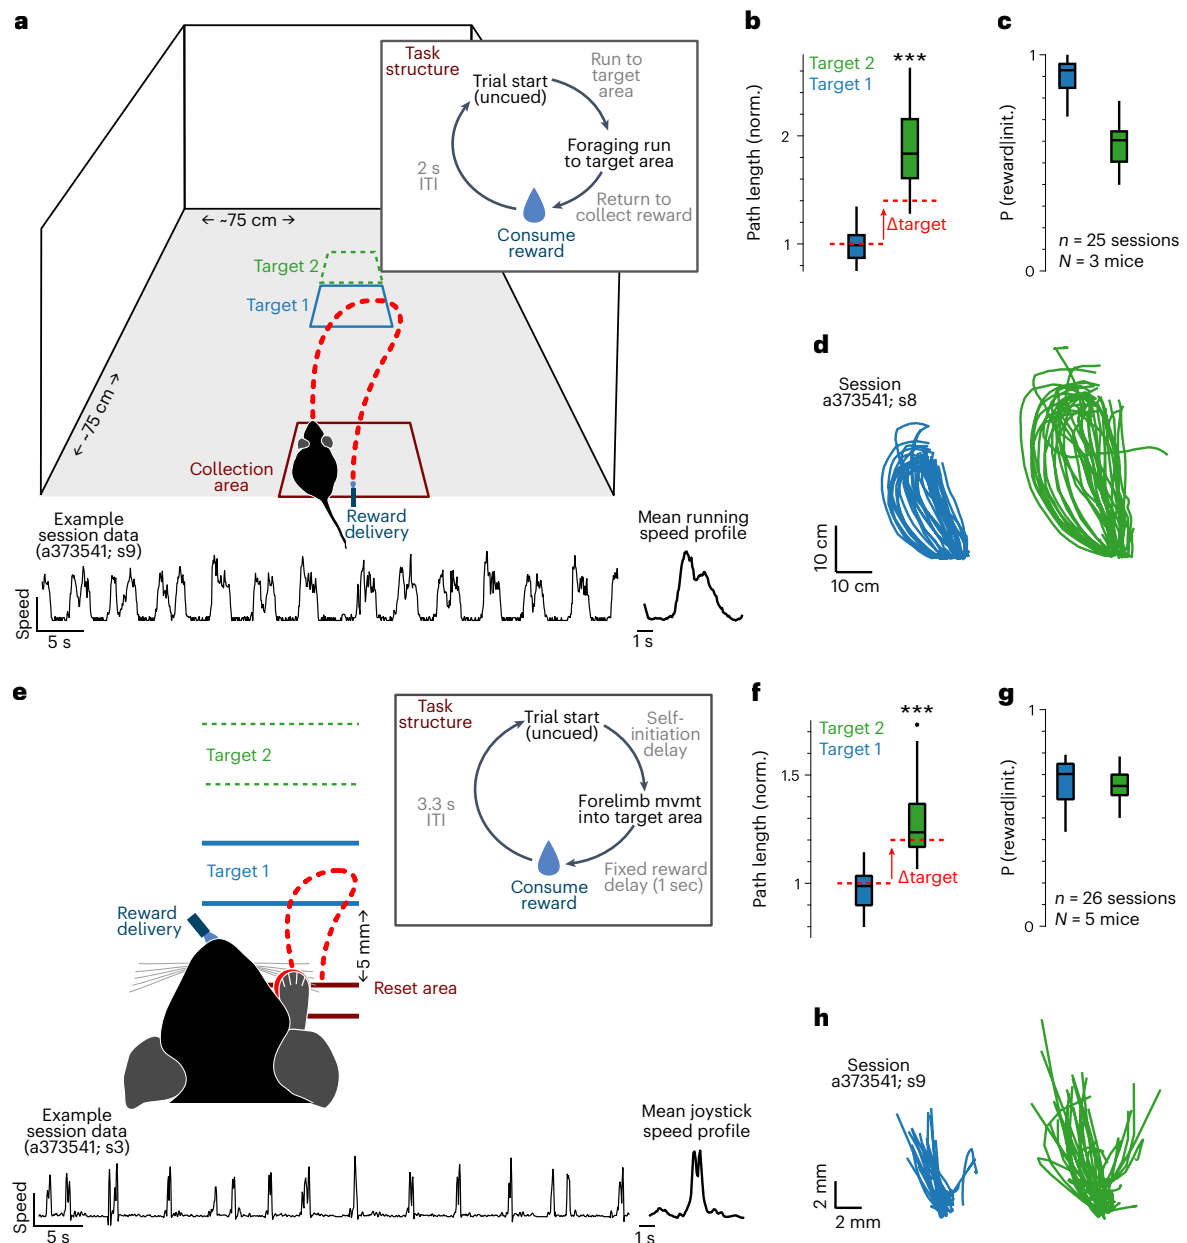 a
Task
structure
Trial start
(uncued)
Run to
target
area
Foraging run
to target area
2 s
ITI
Return to
collect reward
Consume
reward
← ~75 cm →
Target 2
Target 1
← ~75 cm →
Collection
area
Reward
delivery
Example
session data
(a373541; s9)
Speed
5 s
Mean running
speed profile
1 s
b
Target 2
Target 1
***
Path length (norm.)
2
1
Δtarget
c
P (reward|init.)
1
0
n = 25 sessions
N = 3 mice
d
Session
a373541; s8
10 cm
10 cm
e
Target 2
Target 1
Reward
delivery
←5 mm→
Reset area
Task
structure
Trial start
(uncued)
Self-
initiation
delay
3.3 s
ITI
Forelimb mvmt
into target area
Fixed reward
delay (1 sec)
Consume
reward
Example
session data
(a373541; s3)
Speed
5 s
Mean joystick
speed profile
1 s
f
Target 2
Target 1
***
Path length (norm.)
1.5
1
Δtarget
g
P (reward|init.)
1
0
n = 26 sessions
N = 5 mice
h
Session
a373541; s9
2 mm
2 mm